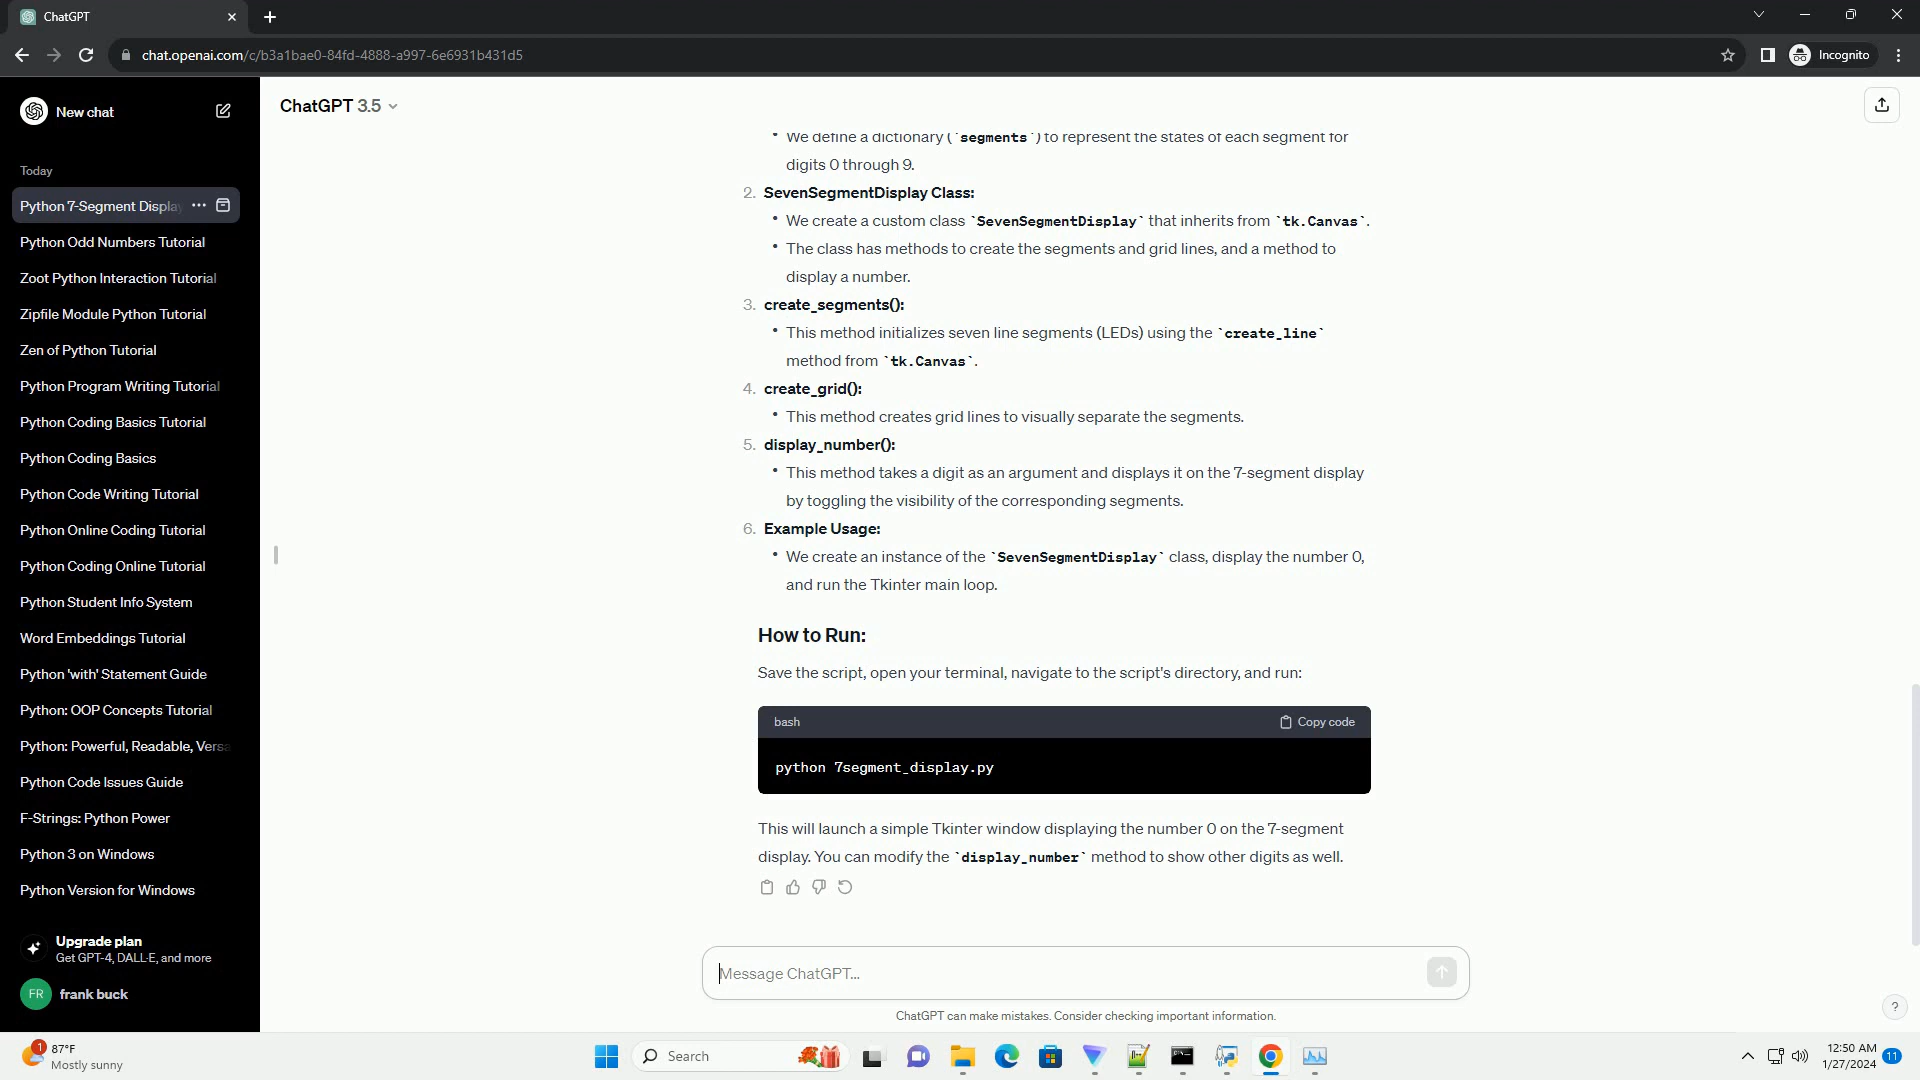 ChatGPT
chat.openai.com/c/b3a1bae0-84fd-4888-a997-6e6931b431d5
Incognito
New chat
ChatGPT 3.5
Today
Python 7-Segment Display
Python Odd Numbers Tutorial
Zoot Python Interaction Tutorial
Zipfile Module Python Tutorial
Zen of Python Tutorial
Python Program Writing Tutorial
Python Coding Basics Tutorial
Python Coding Basics
Python Code Writing Tutorial
Python Online Coding Tutorial
Python Coding Online Tutorial
Python Student Info System
Word Embeddings Tutorial
Python 'with' Statement Guide
Python: OOP Concepts Tutorial
Python: Powerful, Readable, Versa
Python Code Issues Guide
F-Strings: Python Power
Python 3 on Windows
Python Version for Windows
Upgrade plan
Get GPT-4, DALL·E, and more
FR
frank buck
• We define a dictionary (`segments`) to represent the states of each segment for
digits 0 through 9.
2. SevenSegmentDisplay Class:
• We create a custom class `SevenSegmentDisplay` that inherits from `tk.Canvas`.
• The class has methods to create the segments and grid lines, and a method to
display a number.
3. create_segments():
• This method initializes seven line segments (LEDs) using the `create_line`
method from `tk.Canvas`.
4. create_grid():
• This method creates grid lines to visually separate the segments.
5. display_number():
• This method takes a digit as an argument and displays it on the 7-segment display
by toggling the visibility of the corresponding segments.
6. Example Usage:
• We create an instance of the `SevenSegmentDisplay` class, display the number 0,
and run the Tkinter main loop.
How to Run:
Save the script, open your terminal, navigate to the script's directory, and run:
bash
Copy code
python 7segment_display.py
This will launch a simple Tkinter window displaying the number 0 on the 7-segment
display. You can modify the `display_number` method to show other digits as well.
Message ChatGPT...
ChatGPT can make mistakes. Consider checking important information.
?
1
87°F
Mostly sunny
Search
12:50 AM
1/27/2024
11